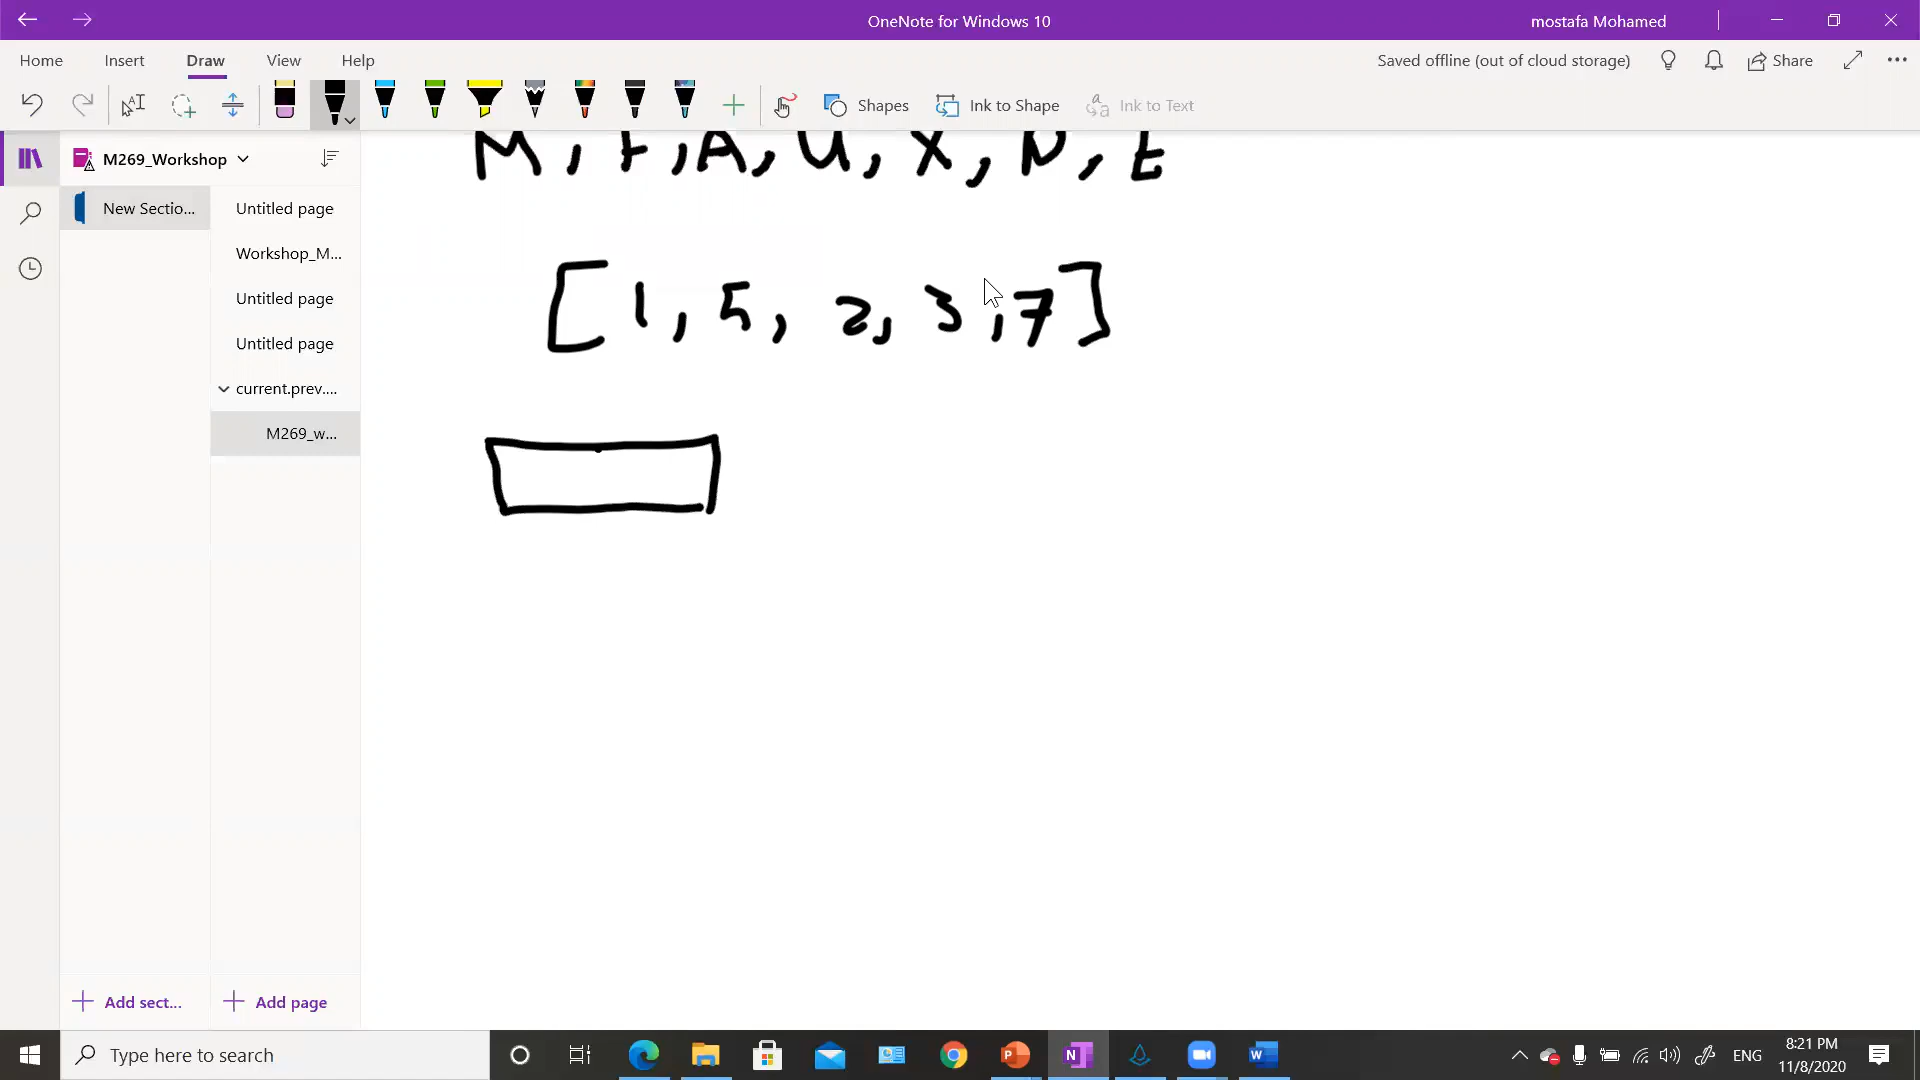 OneNote for Windows 10
mostafa Mohamed
Home Insert Draw View Help
Saved offline (out of cloud storage)
Share
Shapes
Ink to Shape
Ink to Text
M269_Workshop
New Sectio...
Untitled page
Workshop_M...
Untitled page
Untitled page
current.prev....
M269_w...
M, F, A, U, X, N, E
[1, 5, 2, 3, 7]
Add sect...
Add page
Type here to search
ENG
8:21 PM
11/8/2020